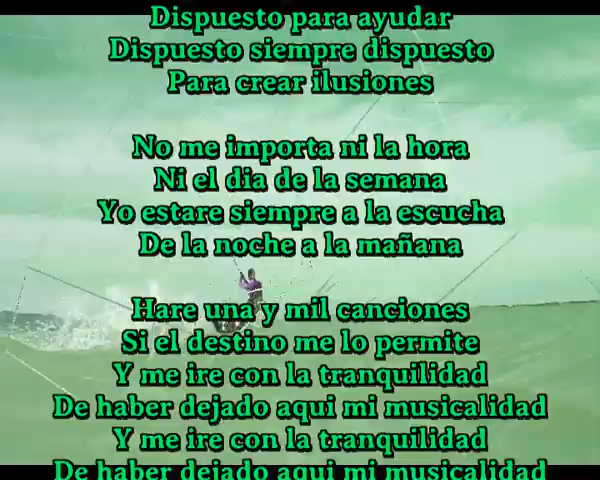 Dispuesto para ayudar
Dispuesto siempre dispuesto
Para crear ilusiones
No me importa ni la hora
Ni el dia de la semana
Yo estare siempre a la escucha
De la noche a la mañana
Hare una y mil canciones
Si el destino me lo permite
Y me ire con la tranquilidad
De haber dejado aqui mi musicalidad
Y me ire con la tranquilidad
De haber dejado aqui mi musicalidad